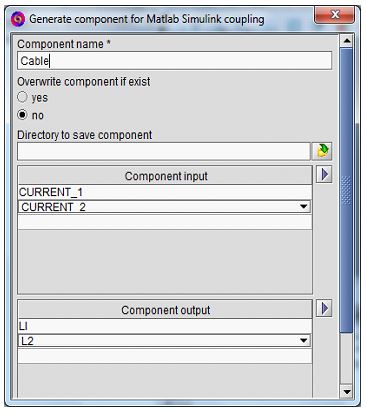 Generate component for Matlab Simulink coupling
Component name *
Cable
Overwrite component if exist
yes
no
Directory to save component
Component input
CURRENT_1
CURRENT_2
Component output
LI
L2